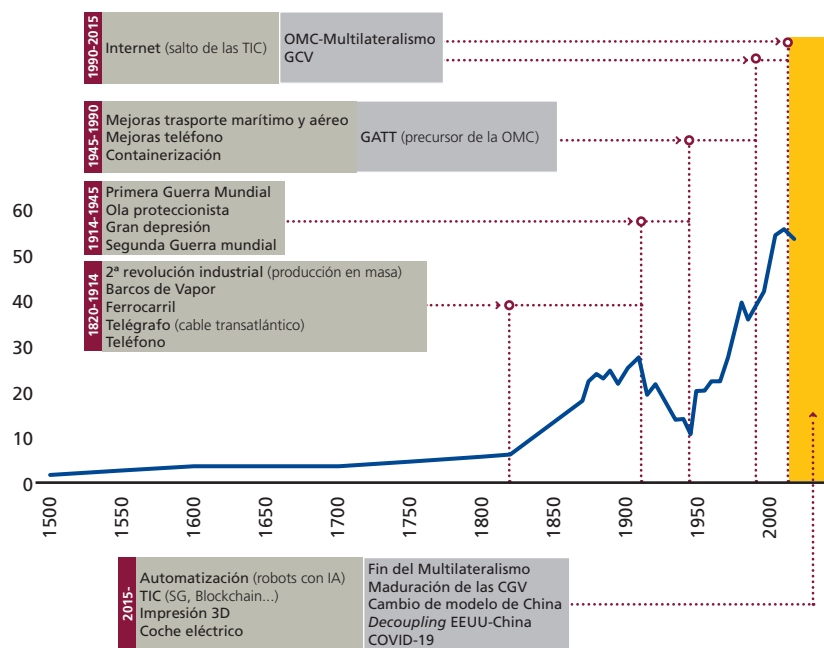 1990-2015
Internet (salto de las TIC)
OMC-Multilateralismo
GCV
1945-1990
Mejoras trasporte marítimo y aéreo
Mejoras teléfono
Containerización
GATT (precursor de la OMC)
1914-1945
Primera Guerra Mundial
Ola proteccionista
Gran depresión
Segunda Guerra mundial
1820-1914
2ª revolución industrial (producción en masa)
Barcos de Vapor
Ferrocarril
Telégrafo (cable transatlántico)
Teléfono
60
50
40
30
20
10
0
1500
1550
1600
1650
1700
1750
1800
1850
1900
1950
2000
2015-
Automatización (robots con IA)
TIC (SG, Blockchain...)
Impresión 3D
Coche eléctrico
Fin del Multilateralismo
Maduración de las CGV
Cambio de modelo de China
Decoupling EEUU-China
COVID-19